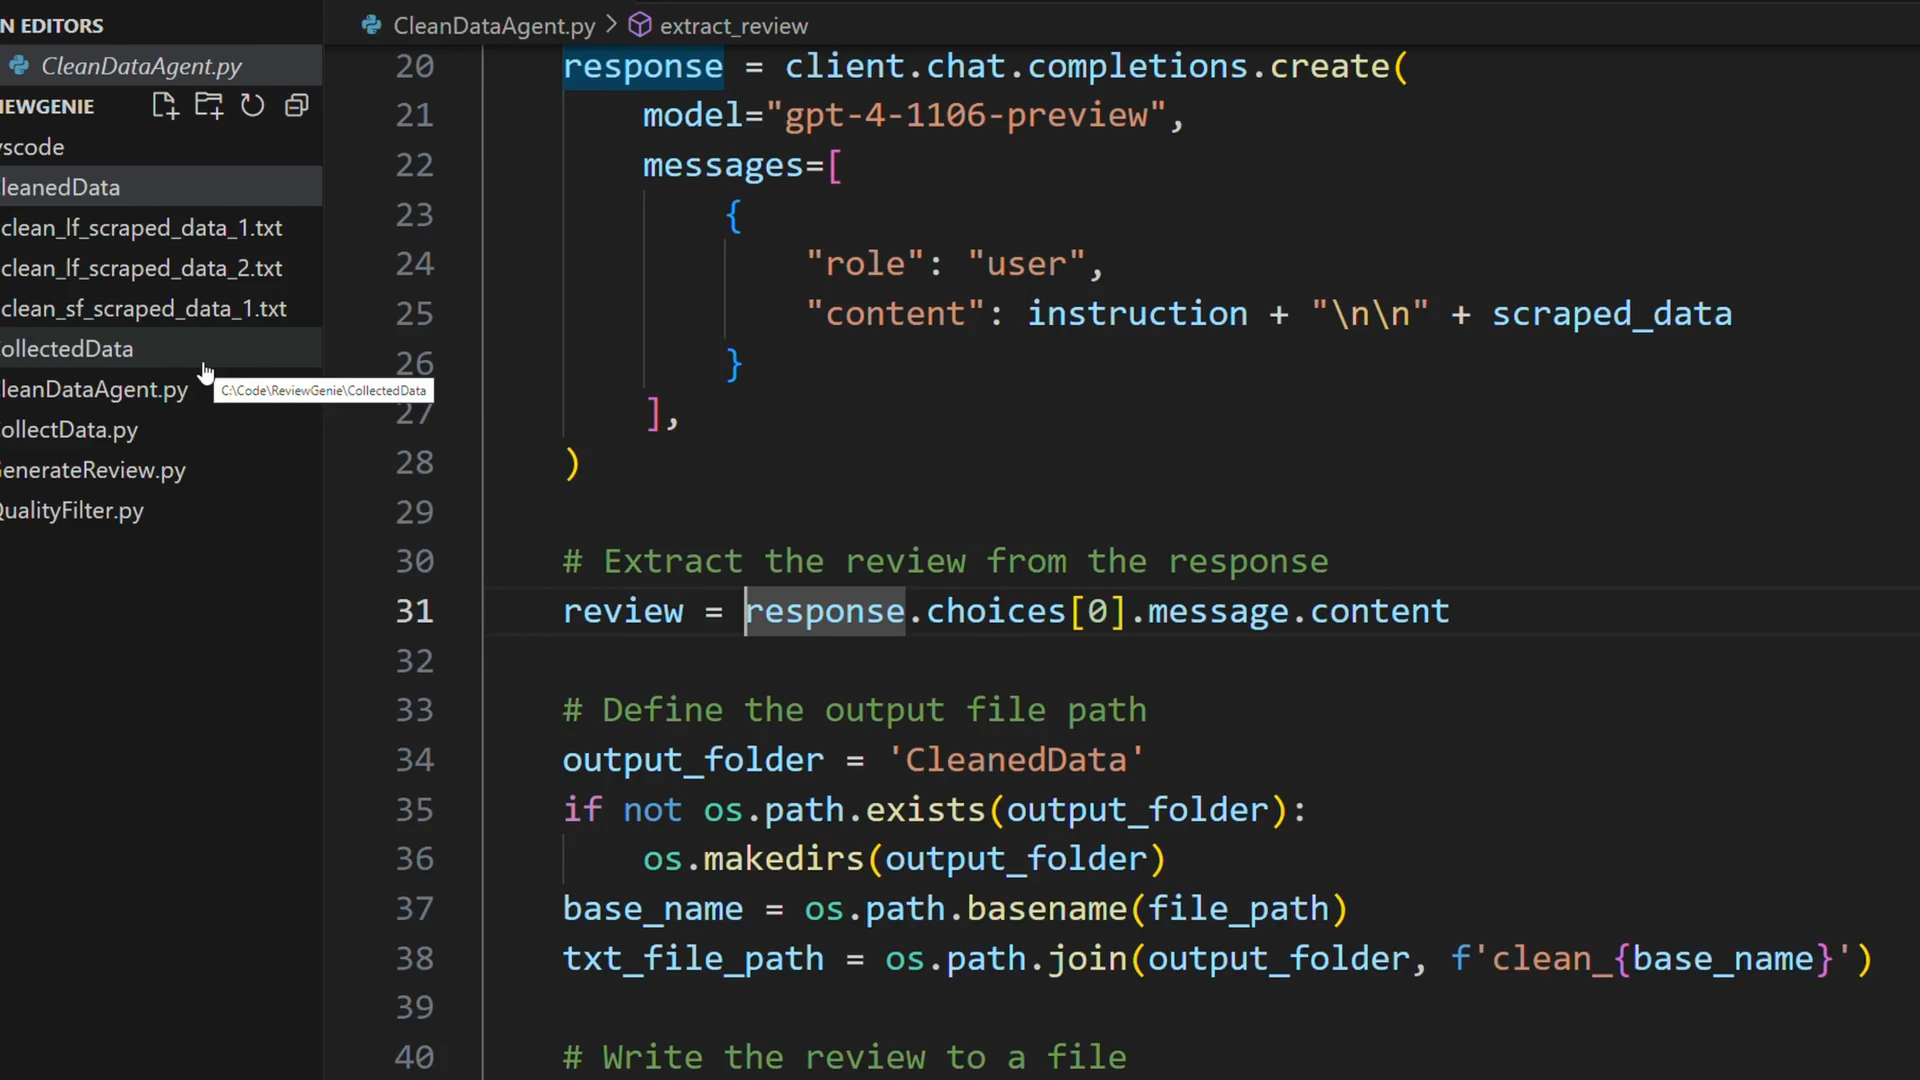 N EDITORS
CleanDataAgent.py
IEWGENIE
vscode
leanedData
clean_lf_scraped_data_1.txt
clean_lf_scraped_data_2.txt
clean_sf_scraped_data_1.txt
ollectedData
leanDataAgent.py
C:\Code\ReviewGenie\CollectedData
ollectData.py
enerateReview.py
QualityFilter.py
CleanDataAgent.py > extract_review
20 response = client.chat.completions.create(
21 model="gpt-4-1106-preview",
22 messages=[
23 {
24 "role": "user",
25 "content": instruction + "\n\n" + scraped_data
26 }
27 ],
28 )
29
30 # Extract the review from the response
31 review = response.choices[0].message.content
32
33 # Define the output file path
34 output_folder = 'CleanedData'
35 if not os.path.exists(output_folder):
36 os.makedirs(output_folder)
37 base_name = os.path.basename(file_path)
38 txt_file_path = os.path.join(output_folder, f'clean_{base_name}')
39
40 # Write the review to a file